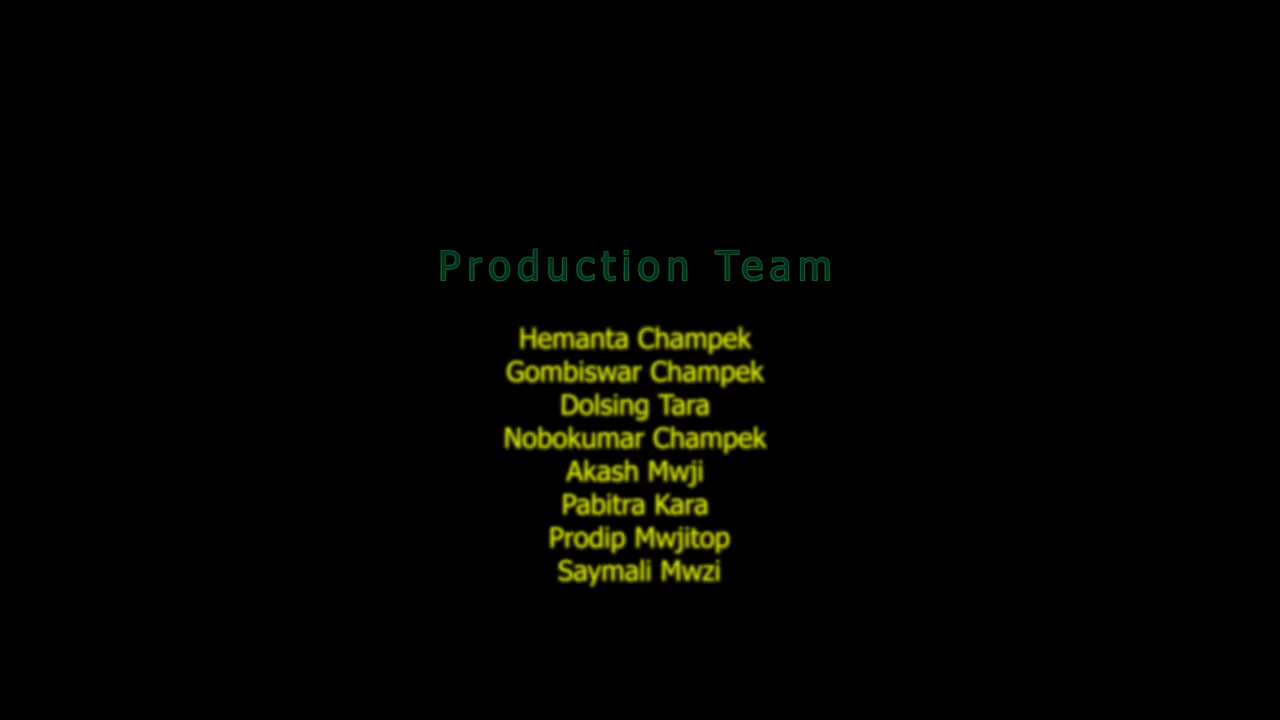 Production Team
Hemanta Champek
Gombiswar Champek
Dolsing Tara
Nobokumar Champek
Akash Mwji
Pabitra Kara
Prodip Mwjitop
Saymali Mwzi